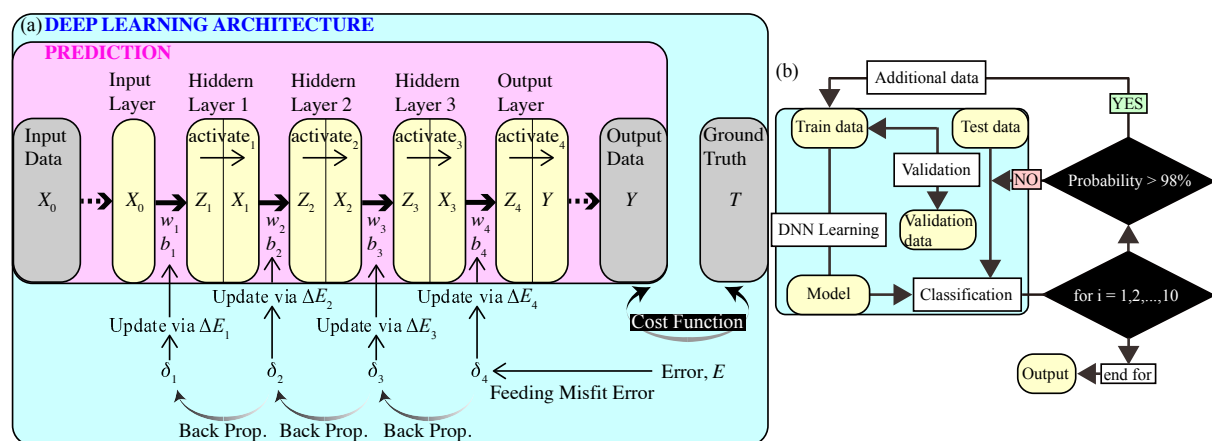 (a) DEEP LEARNING ARCHITECTURE
PREDICTION
Input
Layer
Hiddern
Layer 1
Hiddern
Layer 2
Hiddern
Layer 3
Output
Layer
Input
Data
X₀
X₀
w₁
b₁
activate₁
Z₁ X₁
w₂
b₂
activate₂
Z₂ X₂
w₃
b₃
activate₃
Z₃ X₃
w₄
b₄
activate₄
Z₄ Y
Output
Data
Y
Ground
Truth
T
Update via ΔE₁
Update via ΔE₂
Update via ΔE₃
Update via ΔE₄
Cost Function
δ₁
δ₂
δ₃
δ₄
Error, E
Feeding Misfit Error
Back Prop.
Back Prop.
Back Prop.
(b)
Additional data
YES
Train data
Test data
Validation
NO
Probability > 98%
Validation
data
DNN Learning
Model
Classification
for i = 1,2,...,10
Output
end for